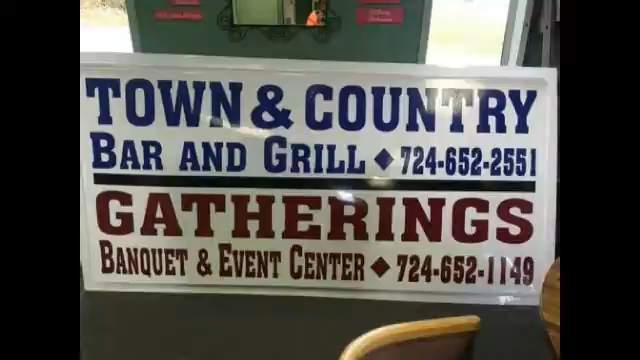 TOWN & COUNTRY
BAR AND GRILL ◆ 724-652-2551
GATHERINGS
BANQUET & EVENT CENTER ◆ 724-652-1149